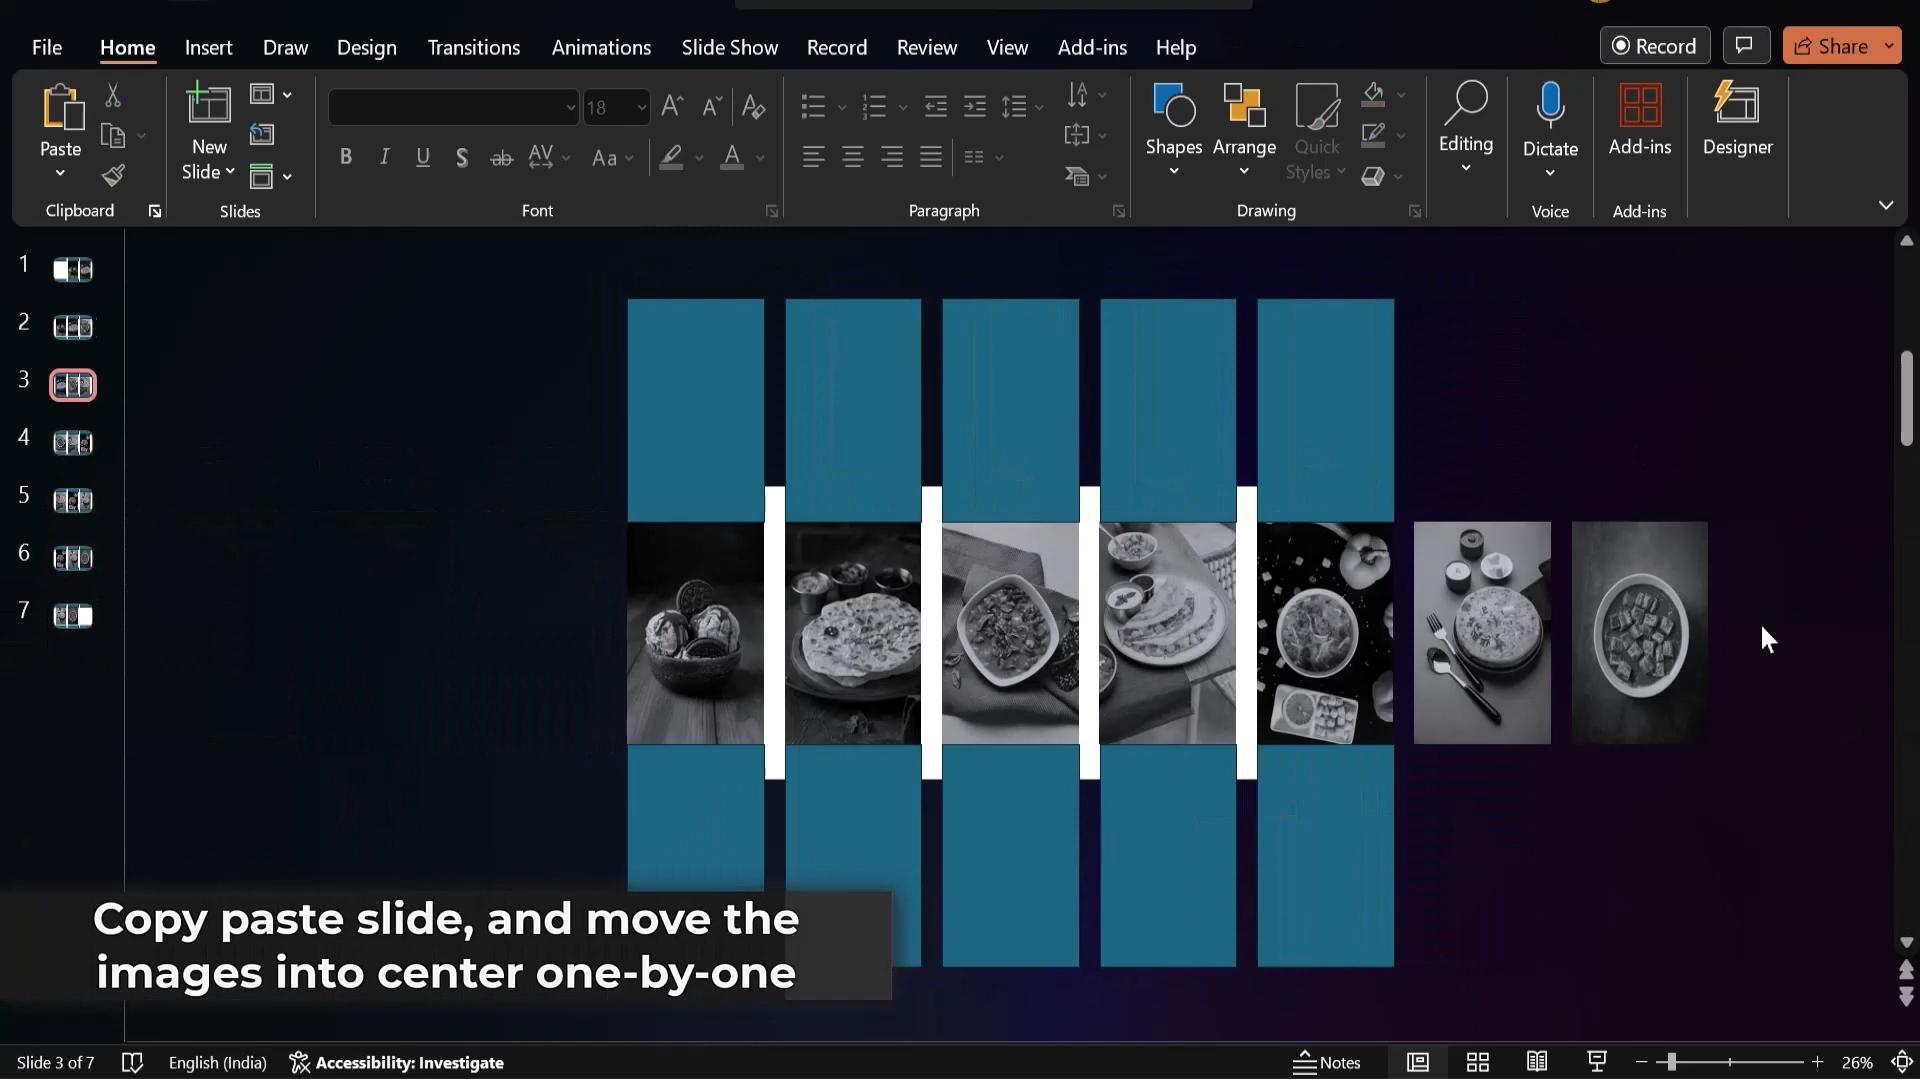 File Home Insert Draw Design Transitions Animations Slide Show Record Review View Add-ins Help Record Share
18
Paste New Slide B I U S ab AV Aa A Shapes Arrange Quick Styles Editing Dictate Add-ins Designer
Clipboard Slides Font Paragraph Drawing Voice Add-ins
1
2
3
4
5
6
7
Copy paste slide, and move the
images into center one-by-one
Slide 3 of 7 English (India) Accessibility: Investigate Notes 26%